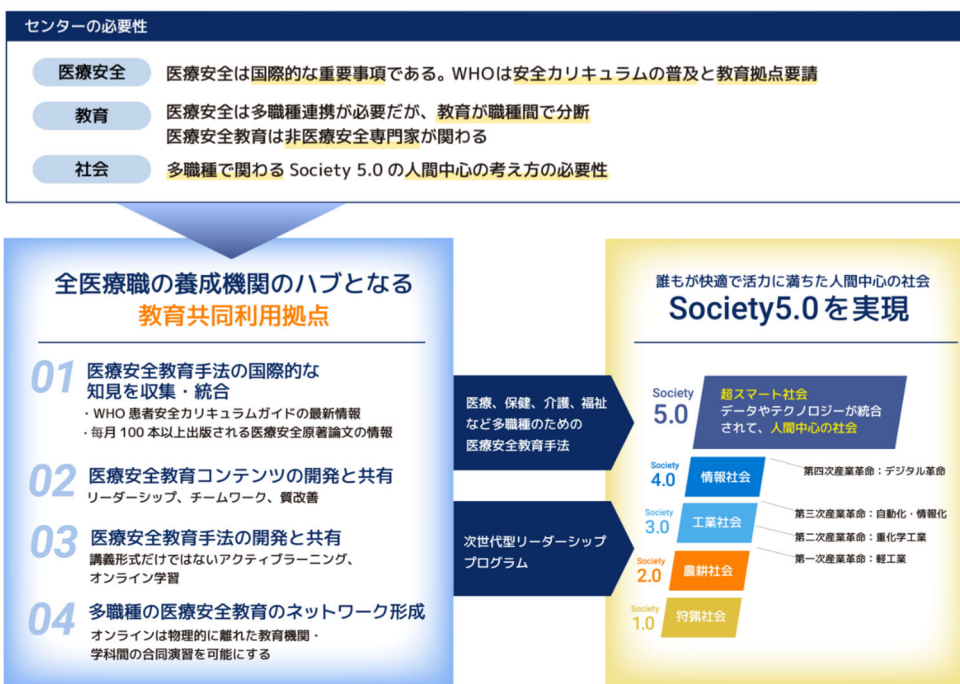 センターの必要性
医療安全
医療安全は国際的な重要事項である。WHOは安全カリキュラムの普及と教育拠点要請
教育
医療安全は多職種連携が必要だが、教育が職種間で分断
医療安全教育は非医療安全専門家が関わる
社会
多職種で関わる Society 5.0 の人間中心の考え方の必要性
全医療職の養成機関のハブとなる
教育共同利用拠点
01
医療安全教育手法の国際的な
知見を収集・統合
・WHO 患者安全カリキュラムガイドの最新情報
・毎月 100 本以上出版される医療安全原著論文の情報
02
医療安全教育コンテンツの開発と共有
リーダーシップ、チームワーク、質改善
03
医療安全教育手法の開発と共有
講義形式だけではないアクティブラーニング、
オンライン学習
04
多職種の医療安全教育のネットワーク形成
オンラインは物理的に離れた教育機関・
学科間の合同演習を可能にする
医療、保健、介護、福祉
など多職種のための
医療安全教育手法
次世代型リーダーシップ
プログラム
誰もが快適で活力に満ちた人間中心の社会
Society5.0を実現
Society
5.0
超スマート社会
データやテクノロジーが統合
されて、人間中心の社会
Society
4.0
情報社会
第四次産業革命：デジタル革命
Society
3.0
工業社会
第三次産業革命：自動化・情報化
第二次産業革命：重化学工業
第一次産業革命：軽工業
Society
2.0
農耕社会
Society
1.0
狩猟社会